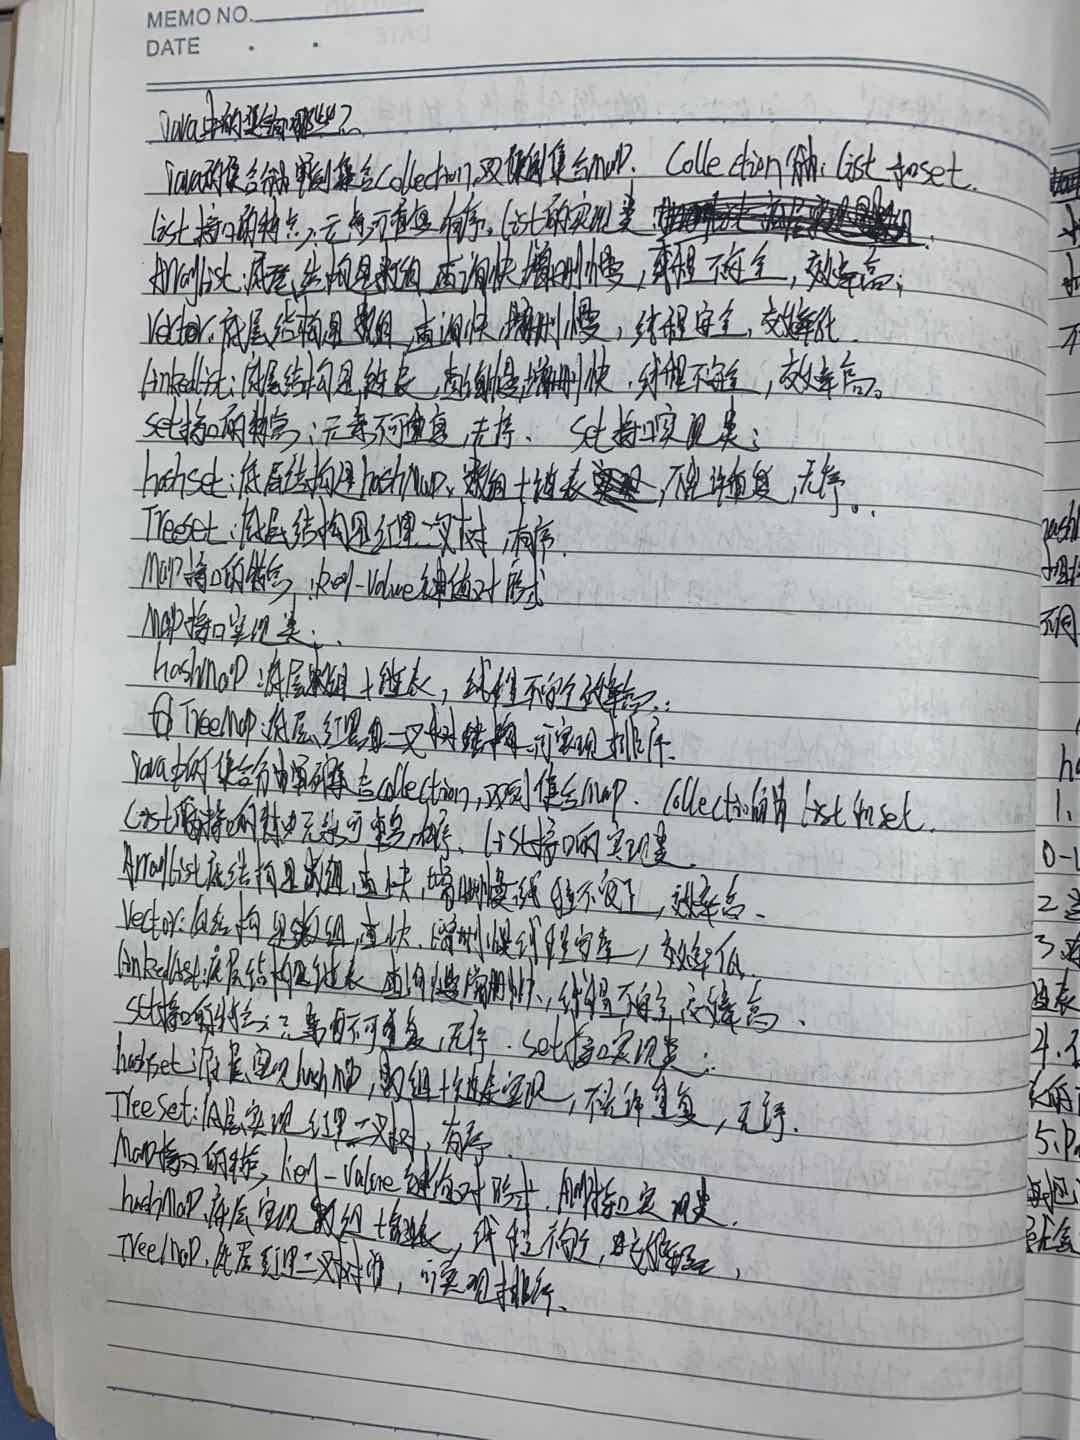 MEMO NO.
DATE . .
Java中的集合有哪些?
Java的集合分为单列集合Collection,双列集合map. Collection分为: List和set.
List接口的特点:元素可重复有序. List的实现类
ArrayList:底层结构是数组,查询快,增删慢,线程不安全,效率高;
Vector:底层结构是数组,查询快,增删慢,线程安全,效率低.
LinkedList:底层结构是链表,查询慢,增删快.线程不安全,效率高.
set接口的特点:元素不可重复,无序. set接口实现类:
hashset:底层结构是hashMap,数组+链表实现,不允许重复,无序.
Treeset:底层结构是红黑二叉树,有序.
Map接口的特点:key-value键值对形式
Map接口实现类:
hashMap:底层数组+链表,线程不安全效率高.
TreeMap:底层红黑二叉树结构可实现排序.
Java中的集合分为单列集合collection,双列集合map. Collection分为List和set.
List接口的特点元素可重复有序. List接口的实现类.
ArrayList底结构是数组,查快,增删慢线程不安全,效率高.
Vector:结构是数组,查快.增删慢线程安全,效率低.
LinkedList:底层结构是链表 查询慢增删快,线程不安全,效率高.
set接口的特点:元素不可重复,无序. set接口实现类:
hashset:底层实现hashMap,数组+链表实现,不允许重复,无序.
TreeSet:底层实现红黑二叉树,有序.
Map接口的特点,key-value键值对形式.Map接口实现类.
hashMap.底层实现数组+链表,线程不安全,效率高,
TreeMap.底层红黑二叉树,可实现排序.
1.
0-1
2
3.
4.
5.